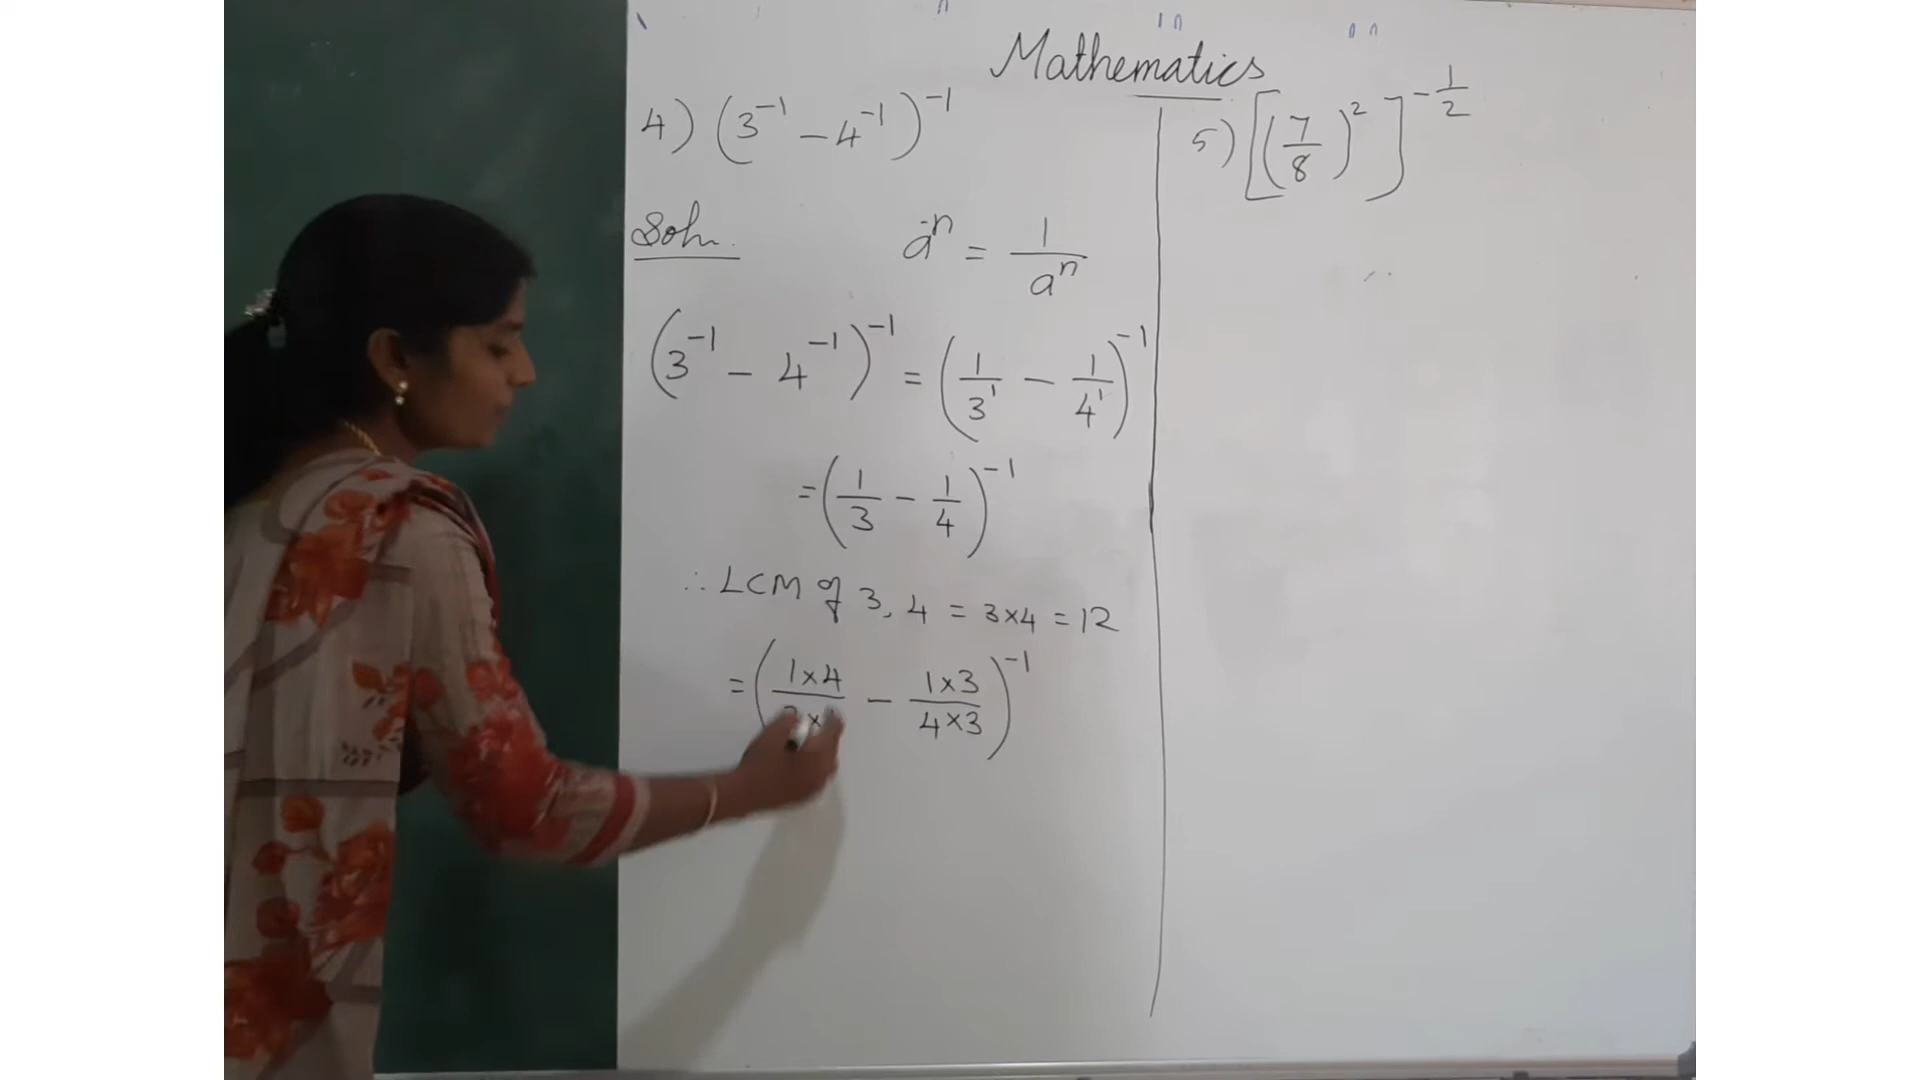 Mathematics
4) (3⁻¹ - 4⁻¹)⁻¹
Soln.
a⁻ⁿ = 1/aⁿ
(3⁻¹ - 4⁻¹)⁻¹ = (1/3¹ - 1/4¹)⁻¹
= (1/3 - 1/4)⁻¹
∴ LCM of 3, 4 = 3×4 = 12
= (1×4/3×4 - 1×3/4×3)⁻¹
5) [(7/8)²]^(-1/2)